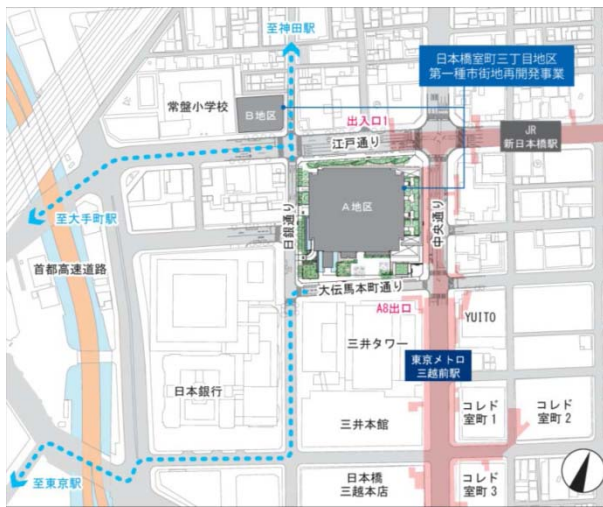 至神田駅
日本橋室町三丁目地区
第一種市街地再開発事業
常盤小学校
B地区
出入口1
江戸通り
JR
新日本橋駅
至大手町駅
A地区
日銀通り
中央通り
首都高速道路
大伝馬本町通り
A8出口
YUITO
三井タワー
東京メトロ
三越前駅
日本銀行
コレド
室町1
コレド
室町2
三井本館
至東京駅
日本橋
三越本店
コレド
室町3